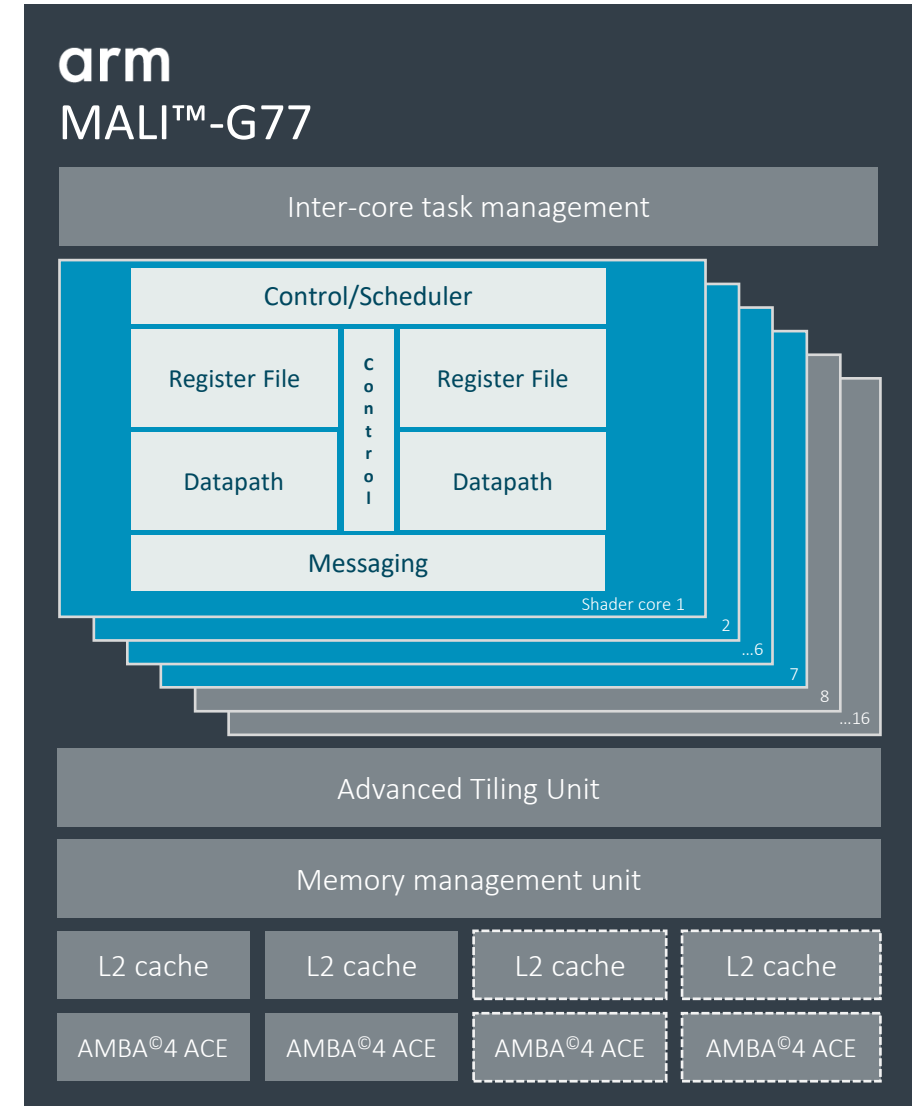 arm
MALI™-G77
Inter-core task management
Control/Scheduler
Register File
Control
Register File
Datapath
Datapath
Messaging
Shader core 1
2
...6
7
8
...16
Advanced Tiling Unit
Memory management unit
L2 cache
L2 cache
L2 cache
L2 cache
AMBA©4 ACE
AMBA©4 ACE
AMBA©4 ACE
AMBA©4 ACE